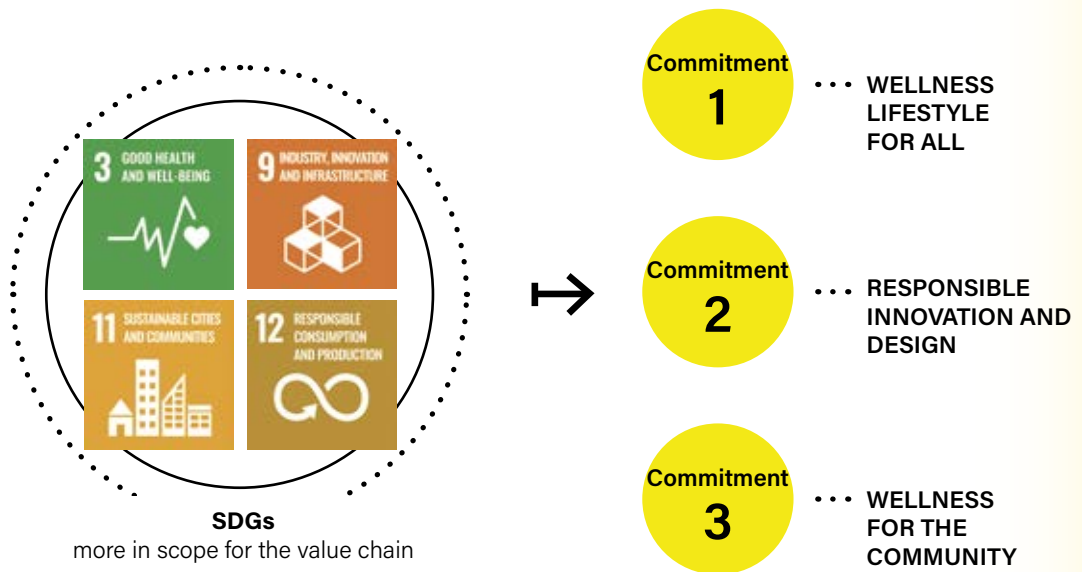 3 GOOD HEALTH
AND WELL-BEING
9 INDUSTRY, INNOVATION
AND INFRASTRUCTURE
11 SUSTAINABLE CITIES
AND COMMUNITIES
12 RESPONSIBLE
CONSUMPTION
AND PRODUCTION
SDGs
more in scope for the value chain
Commitment
1
WELLNESS
LIFESTYLE
FOR ALL
Commitment
2
RESPONSIBLE
INNOVATION AND
DESIGN
Commitment
3
WELLNESS
FOR THE
COMMUNITY